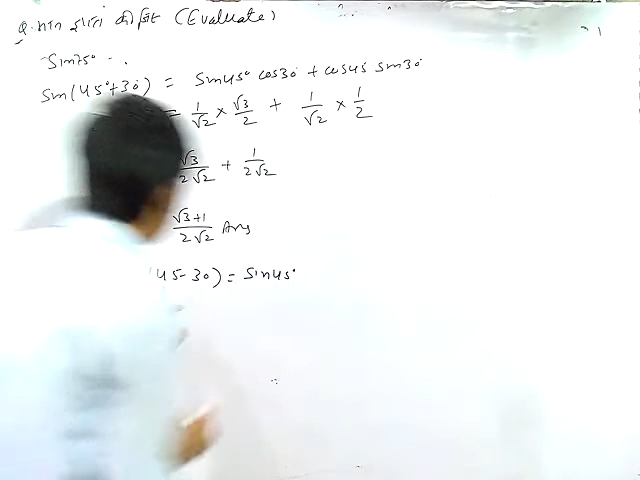 Q. मान ज्ञात कीजिए (Evaluate)
Sin75°
Sin(45°+30°) = Sin45° cos30 + cos45 sin30
= 1/√2 × √3/2 + 1/√2 × 1/2
√3/2√2 + 1/2√2
√3+1/2√2 Ans
45-30) = Sin45°